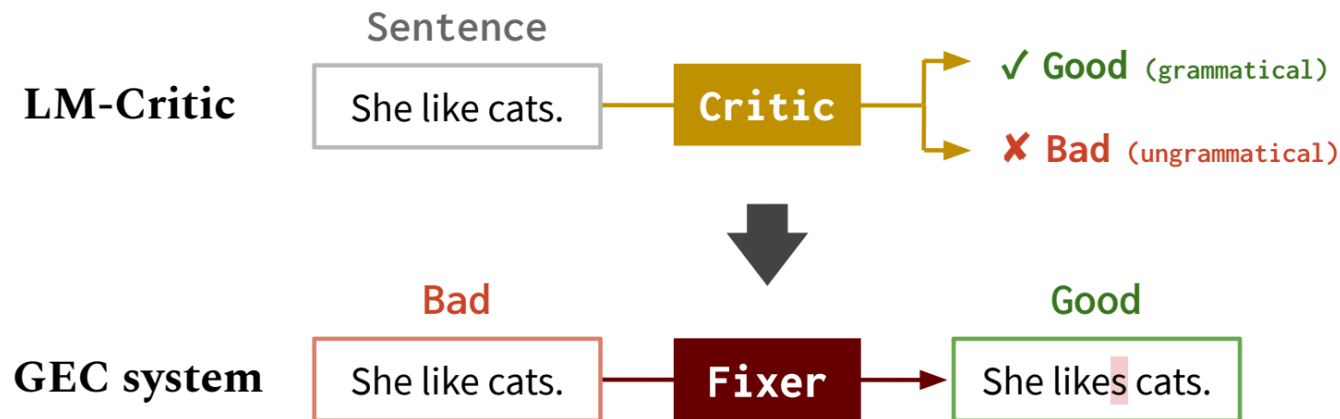 Sentence
LM-Critic She like cats. Critic ✓ Good (grammatical)
✘ Bad (ungrammatical)
Bad Good
GEC system She like cats. Fixer She likes cats.